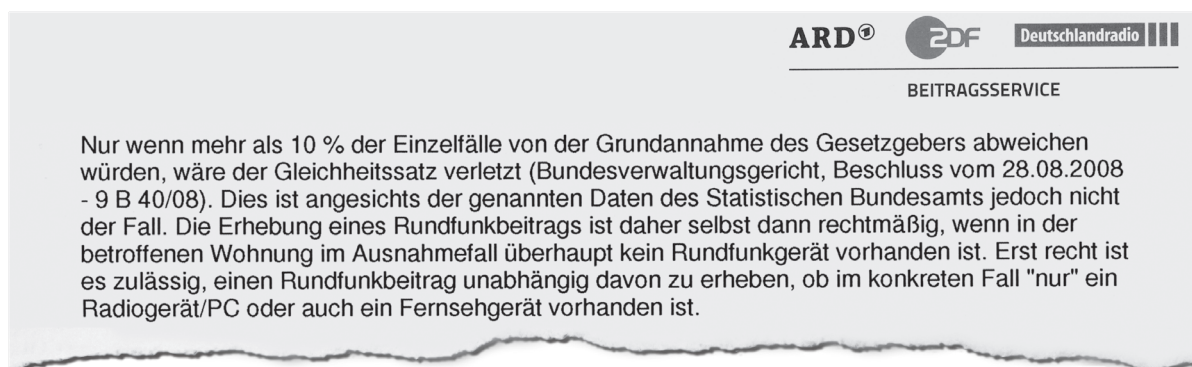 ARD ZDF Deutschlandradio
BEITRAGSSERVICE
Nur wenn mehr als 10 % der Einzelfälle von der Grundannahme des Gesetzgebers abweichen
würden, wäre der Gleichheitssatz verletzt (Bundesverwaltungsgericht, Beschluss vom 28.08.2008
- 9 B 40/08). Dies ist angesichts der genannten Daten des Statistischen Bundesamts jedoch nicht
der Fall. Die Erhebung eines Rundfunkbeitrags ist daher selbst dann rechtmäßig, wenn in der
betroffenen Wohnung im Ausnahmefall überhaupt kein Rundfunkgerät vorhanden ist. Erst recht ist
es zulässig, einen Rundfunkbeitrag unabhängig davon zu erheben, ob im konkreten Fall "nur" ein
Radiogerät/PC oder auch ein Fernsehgerät vorhanden ist.